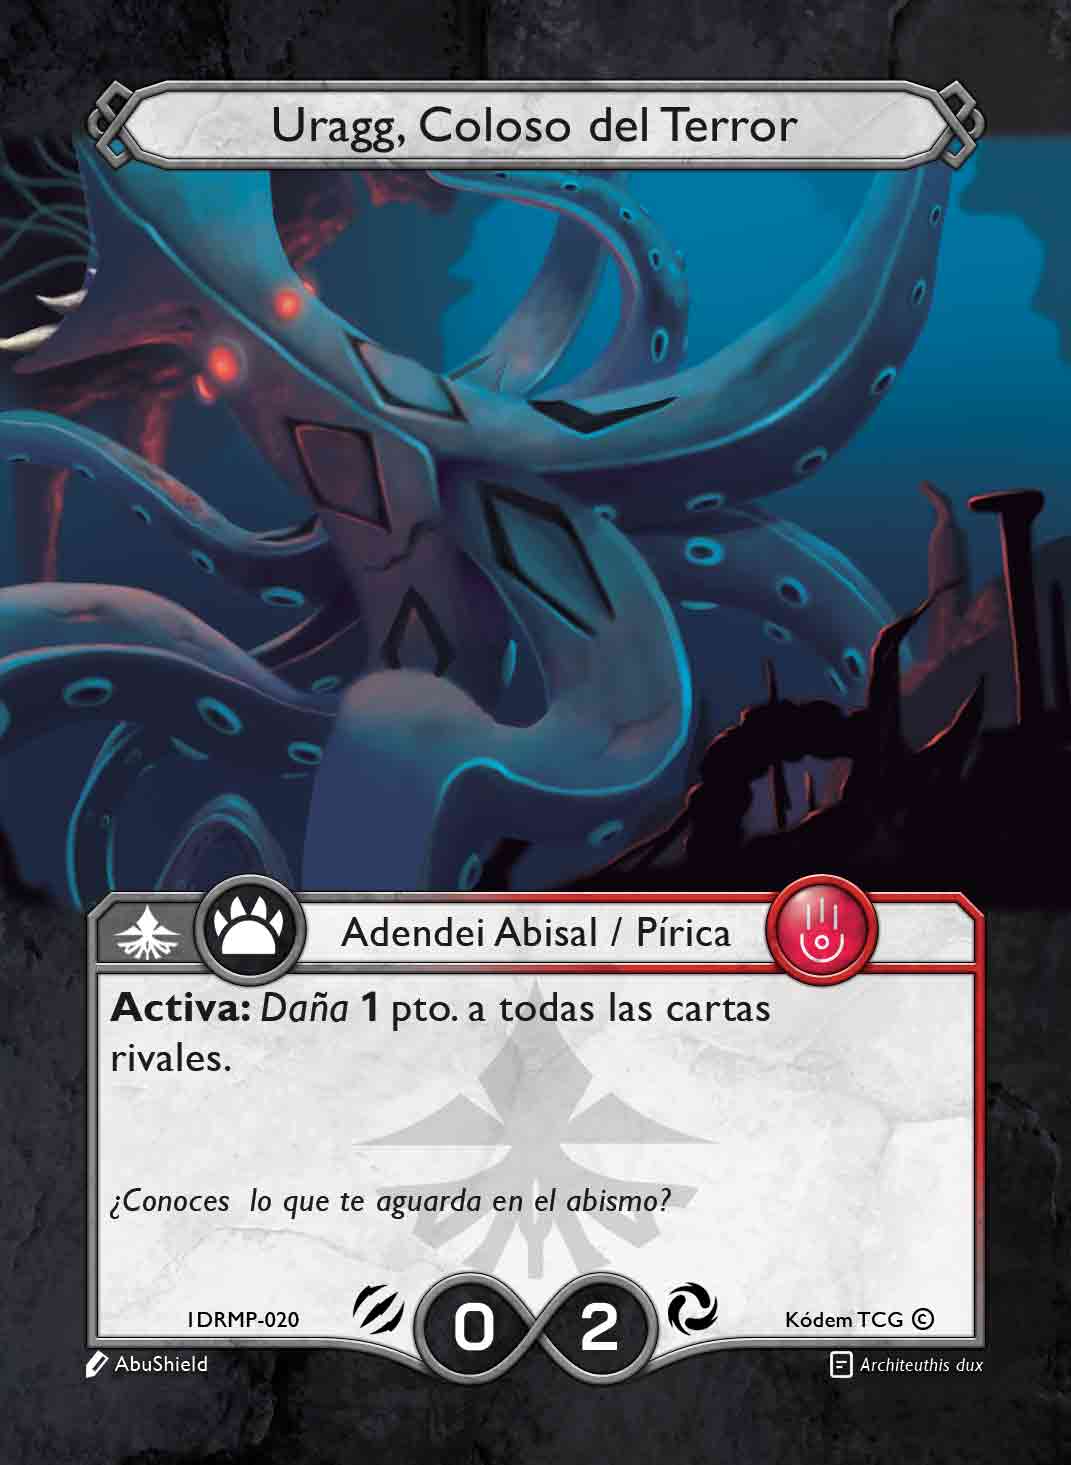 Uragg, Coloso del Terror
Adendei Abisal / Pírica
Activa: Daña 1 pto. a todas las cartas
rivales.
¿Conoces lo que te aguarda en el abismo?
1DRMP-020
0
2
Kódem TCG ©
AbuShield
Architeuthis dux